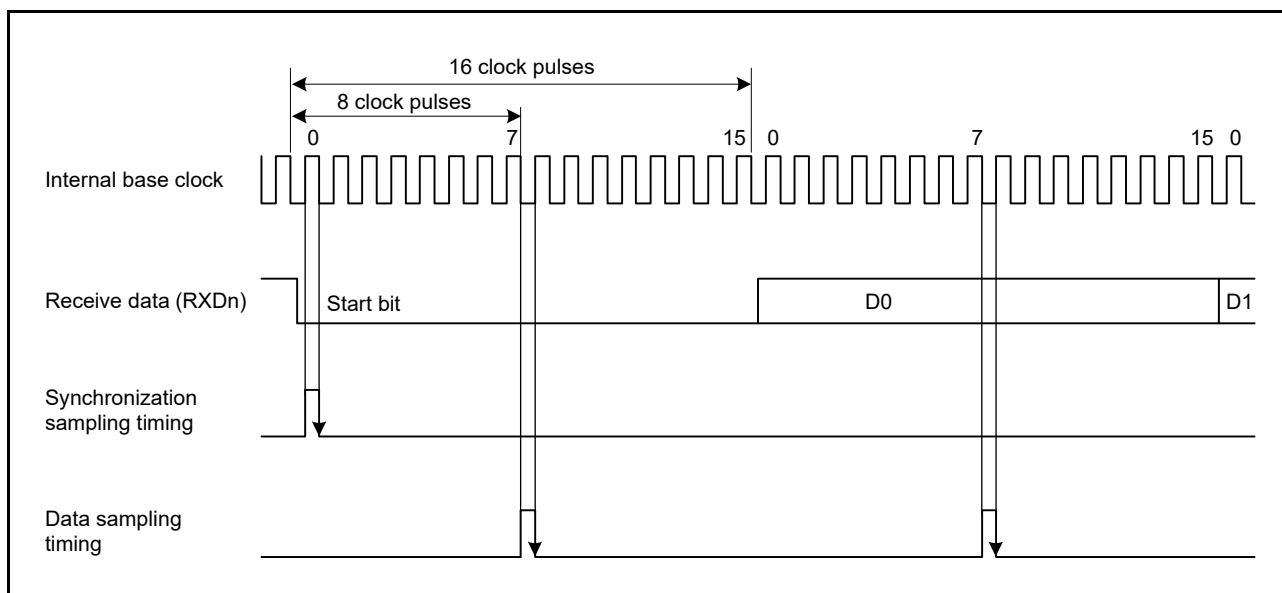 16 clock pulses
8 clock pulses
0 7 15 0 7 15 0
Internal base clock
Receive data (RXDn)
Start bit
D0
D1
Synchronization
sampling timing
Data sampling
timing